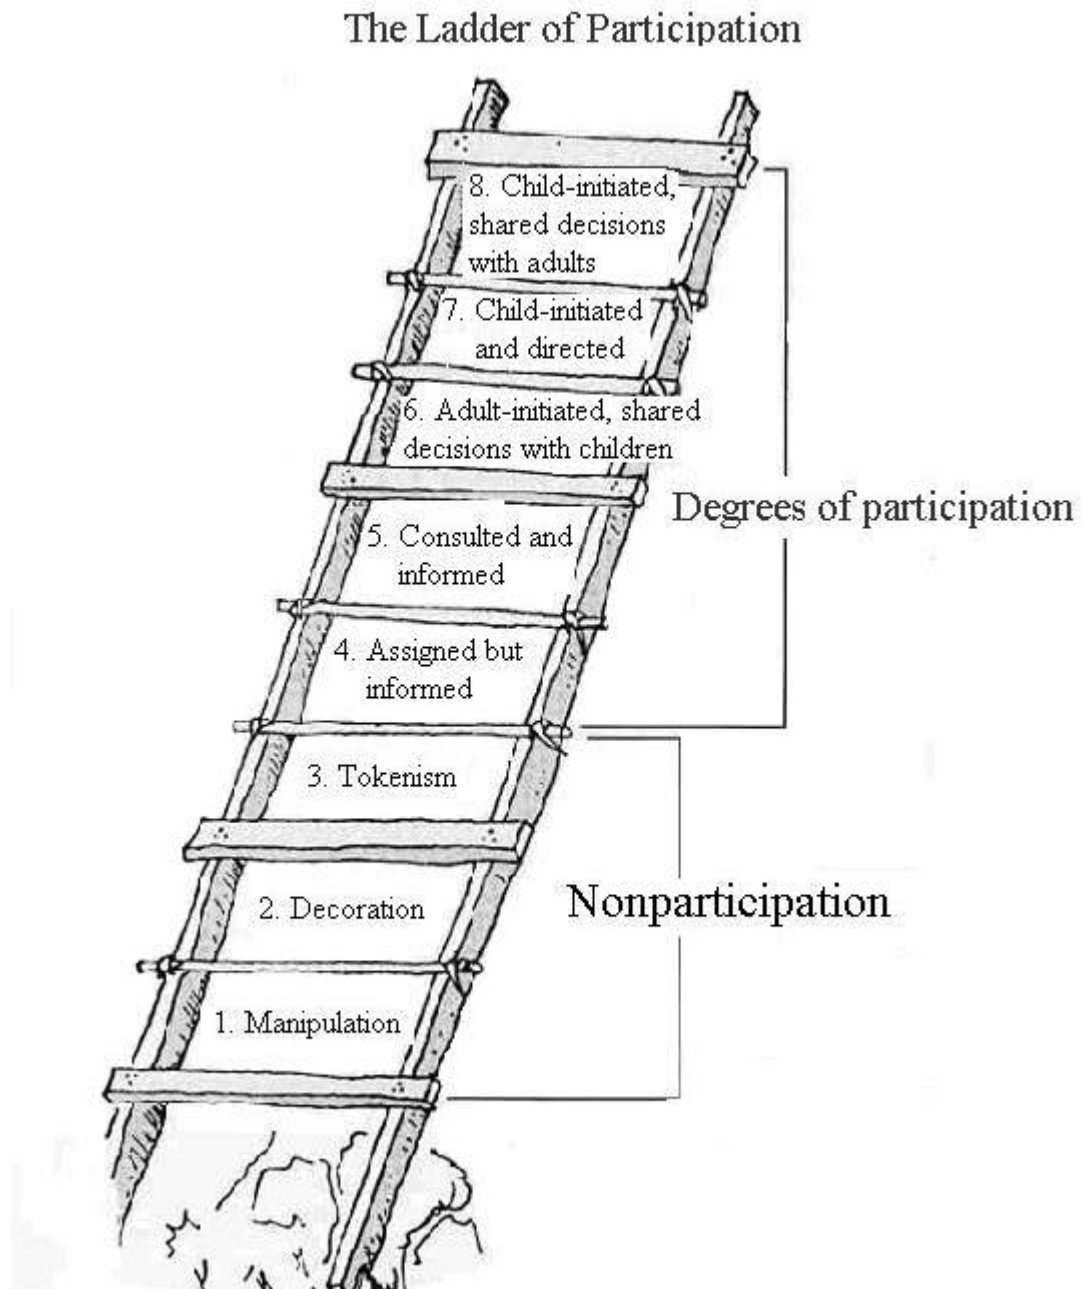 The Ladder of Participation
8. Child-initiated,
shared decisions
with adults
7. Child-initiated
and directed
6. Adult-initiated, shared
decisions with children
Degrees of participation
5. Consulted and
informed
4. Assigned but
informed
3. Tokenism
Nonparticipation
2. Decoration
1. Manipulation